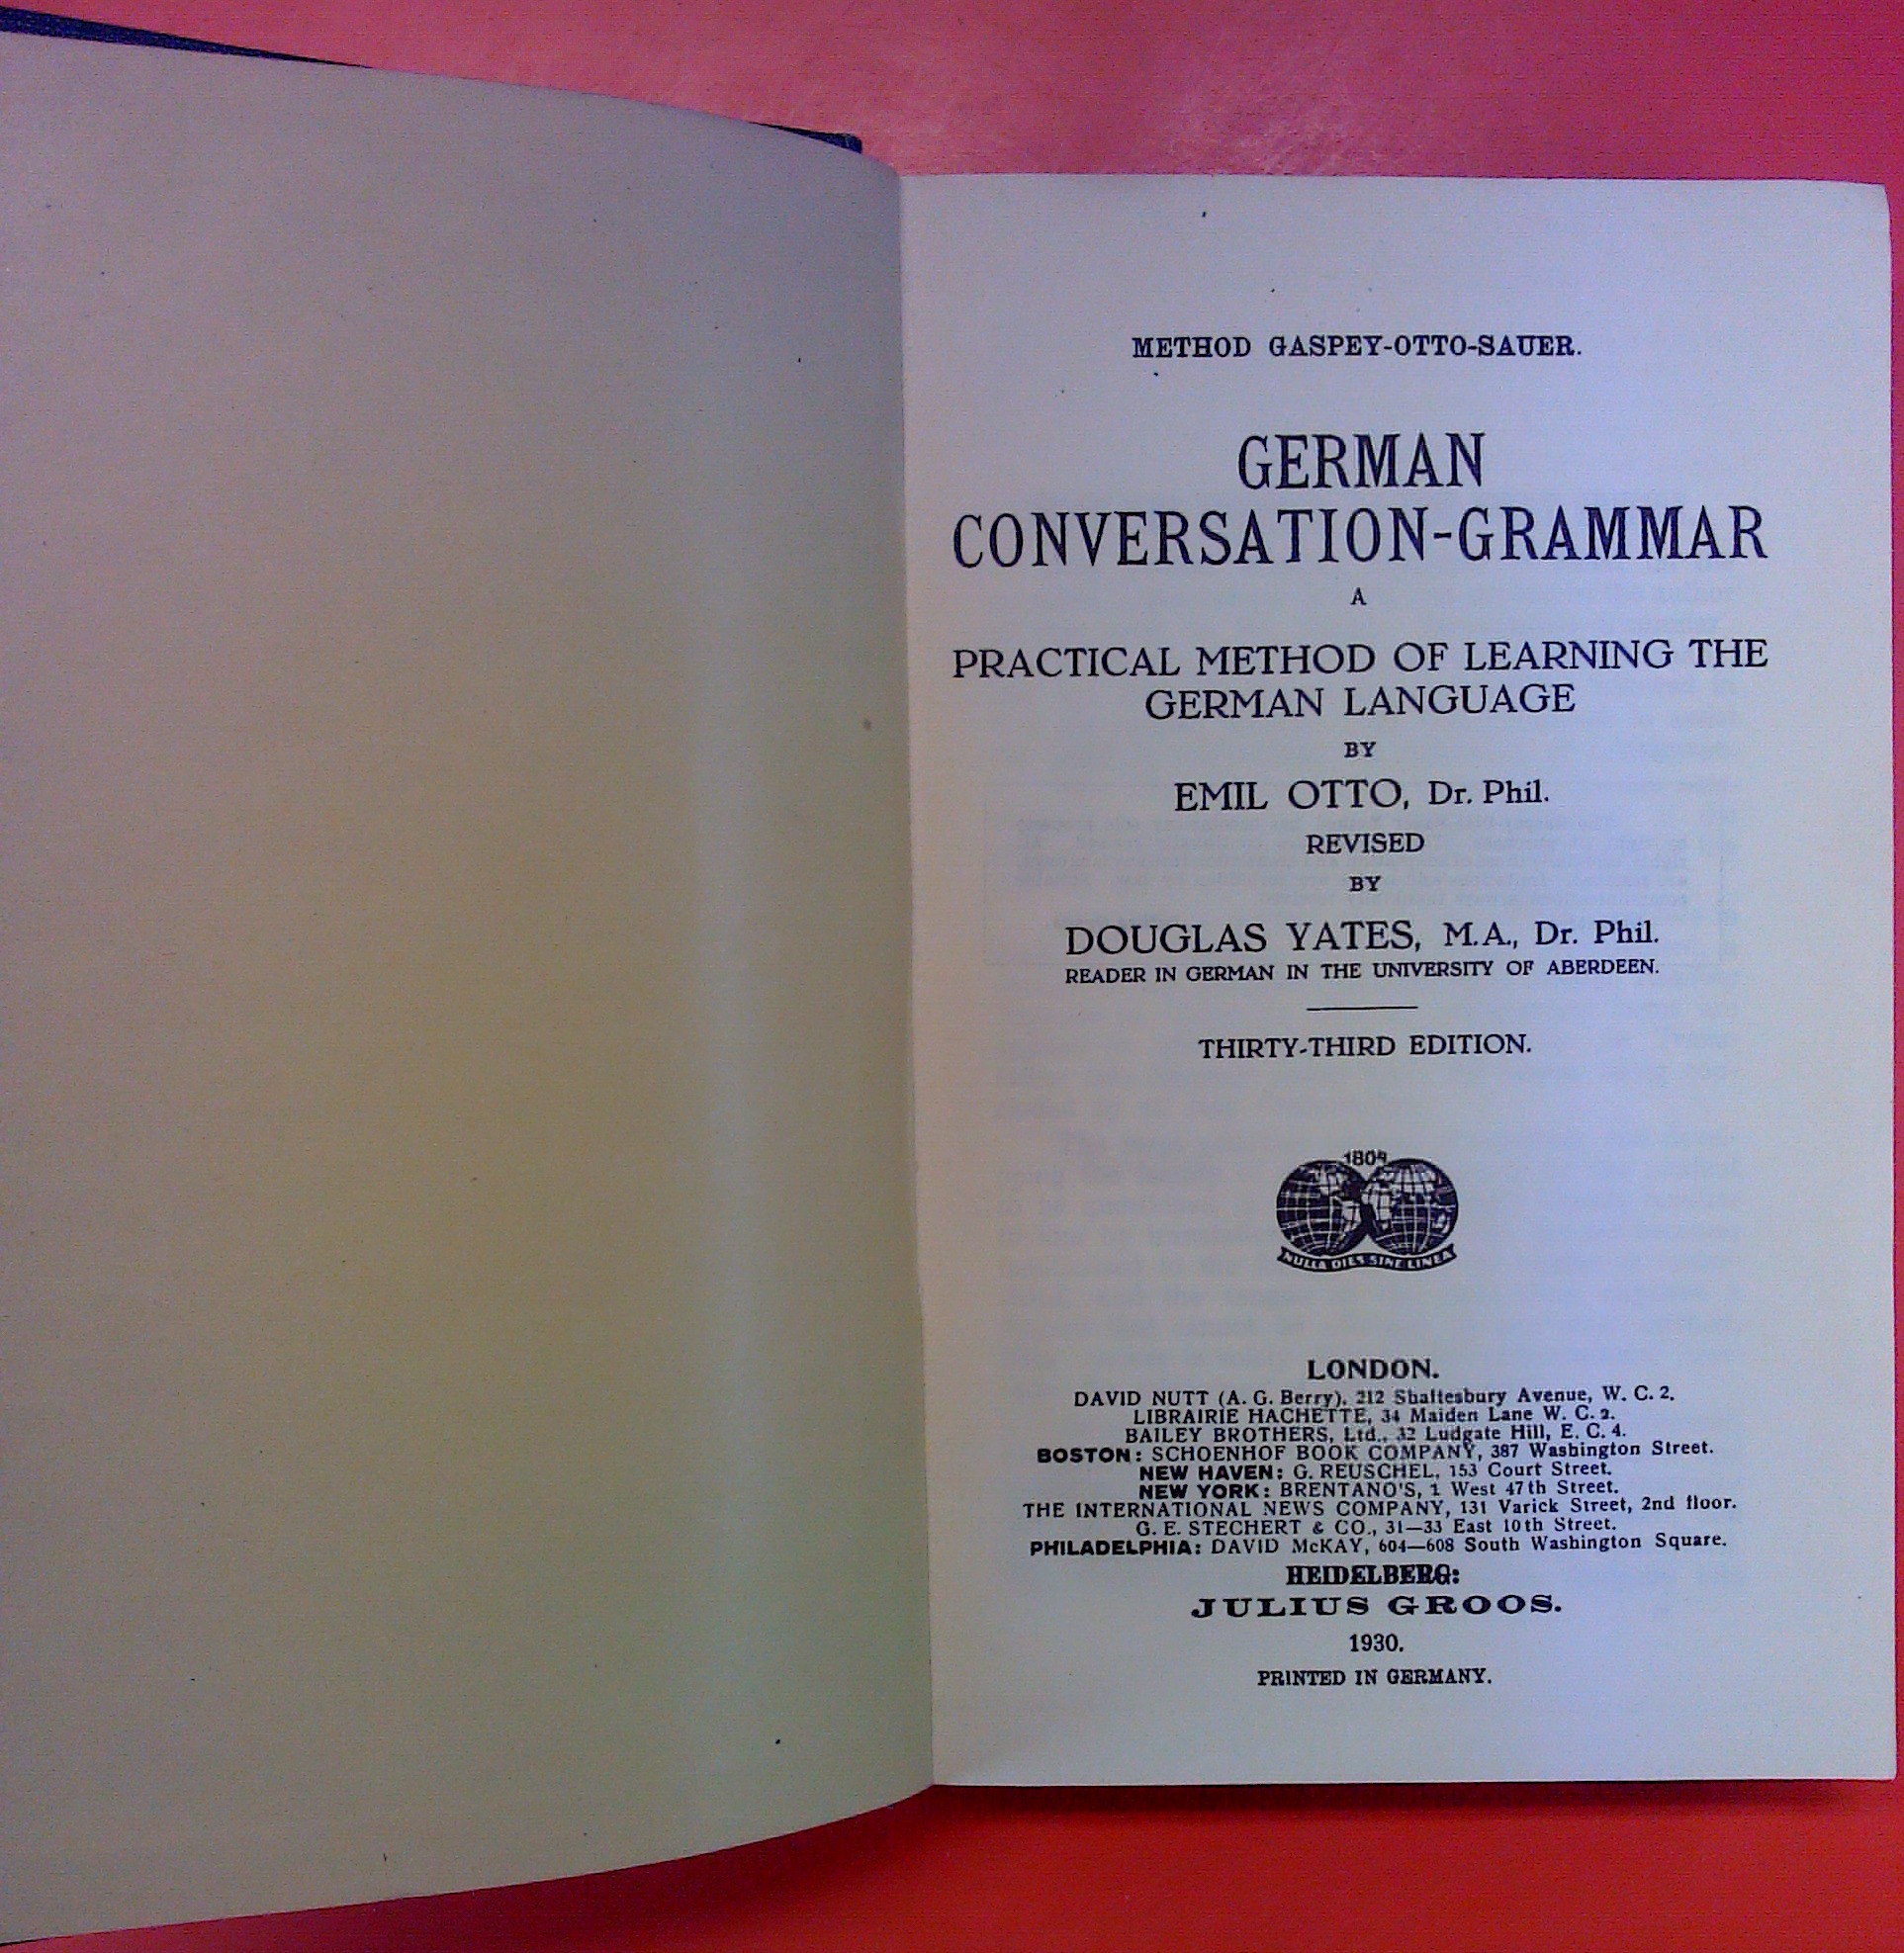 METHOD GASPEY-OTTO-SAUER.
GERMAN
CONVERSATION-GRAMMAR
A
PRACTICAL METHOD OF LEARNING THE
GERMAN LANGUAGE
BY
EMIL OTTO, Dr. Phil.
REVISED
BY
DOUGLAS YATES, M.A., Dr. Phil.
READER IN GERMAN IN THE UNIVERSITY OF ABERDEEN.
THIRTY-THIRD EDITION.
1809
NULLA DIES SINE LINEA
LONDON.
DAVID NUTT (A. G. Berry), 212 Shaftesbury Avenue, W. C. 2.
LIBRAIRIE HACHETTE, 34 Maiden Lane W. C. 2.
BAILEY BROTHERS, Ltd., 32 Ludgate Hill, E. C. 4.
BOSTON: SCHOENHOF BOOK COMPANY, 387 Washington Street.
NEW HAVEN: G. REUSCHEL, 153 Court Street.
NEW YORK: BRENTANO'S, 1 West 47th Street.
THE INTERNATIONAL NEWS COMPANY, 131 Varick Street, 2nd floor.
G. E. STECHERT & CO., 31—33 East 10th Street.
PHILADELPHIA: DAVID McKAY, 604—608 South Washington Square.
HEIDELBERG:
JULIUS GROOS.
1930.
PRINTED IN GERMANY.